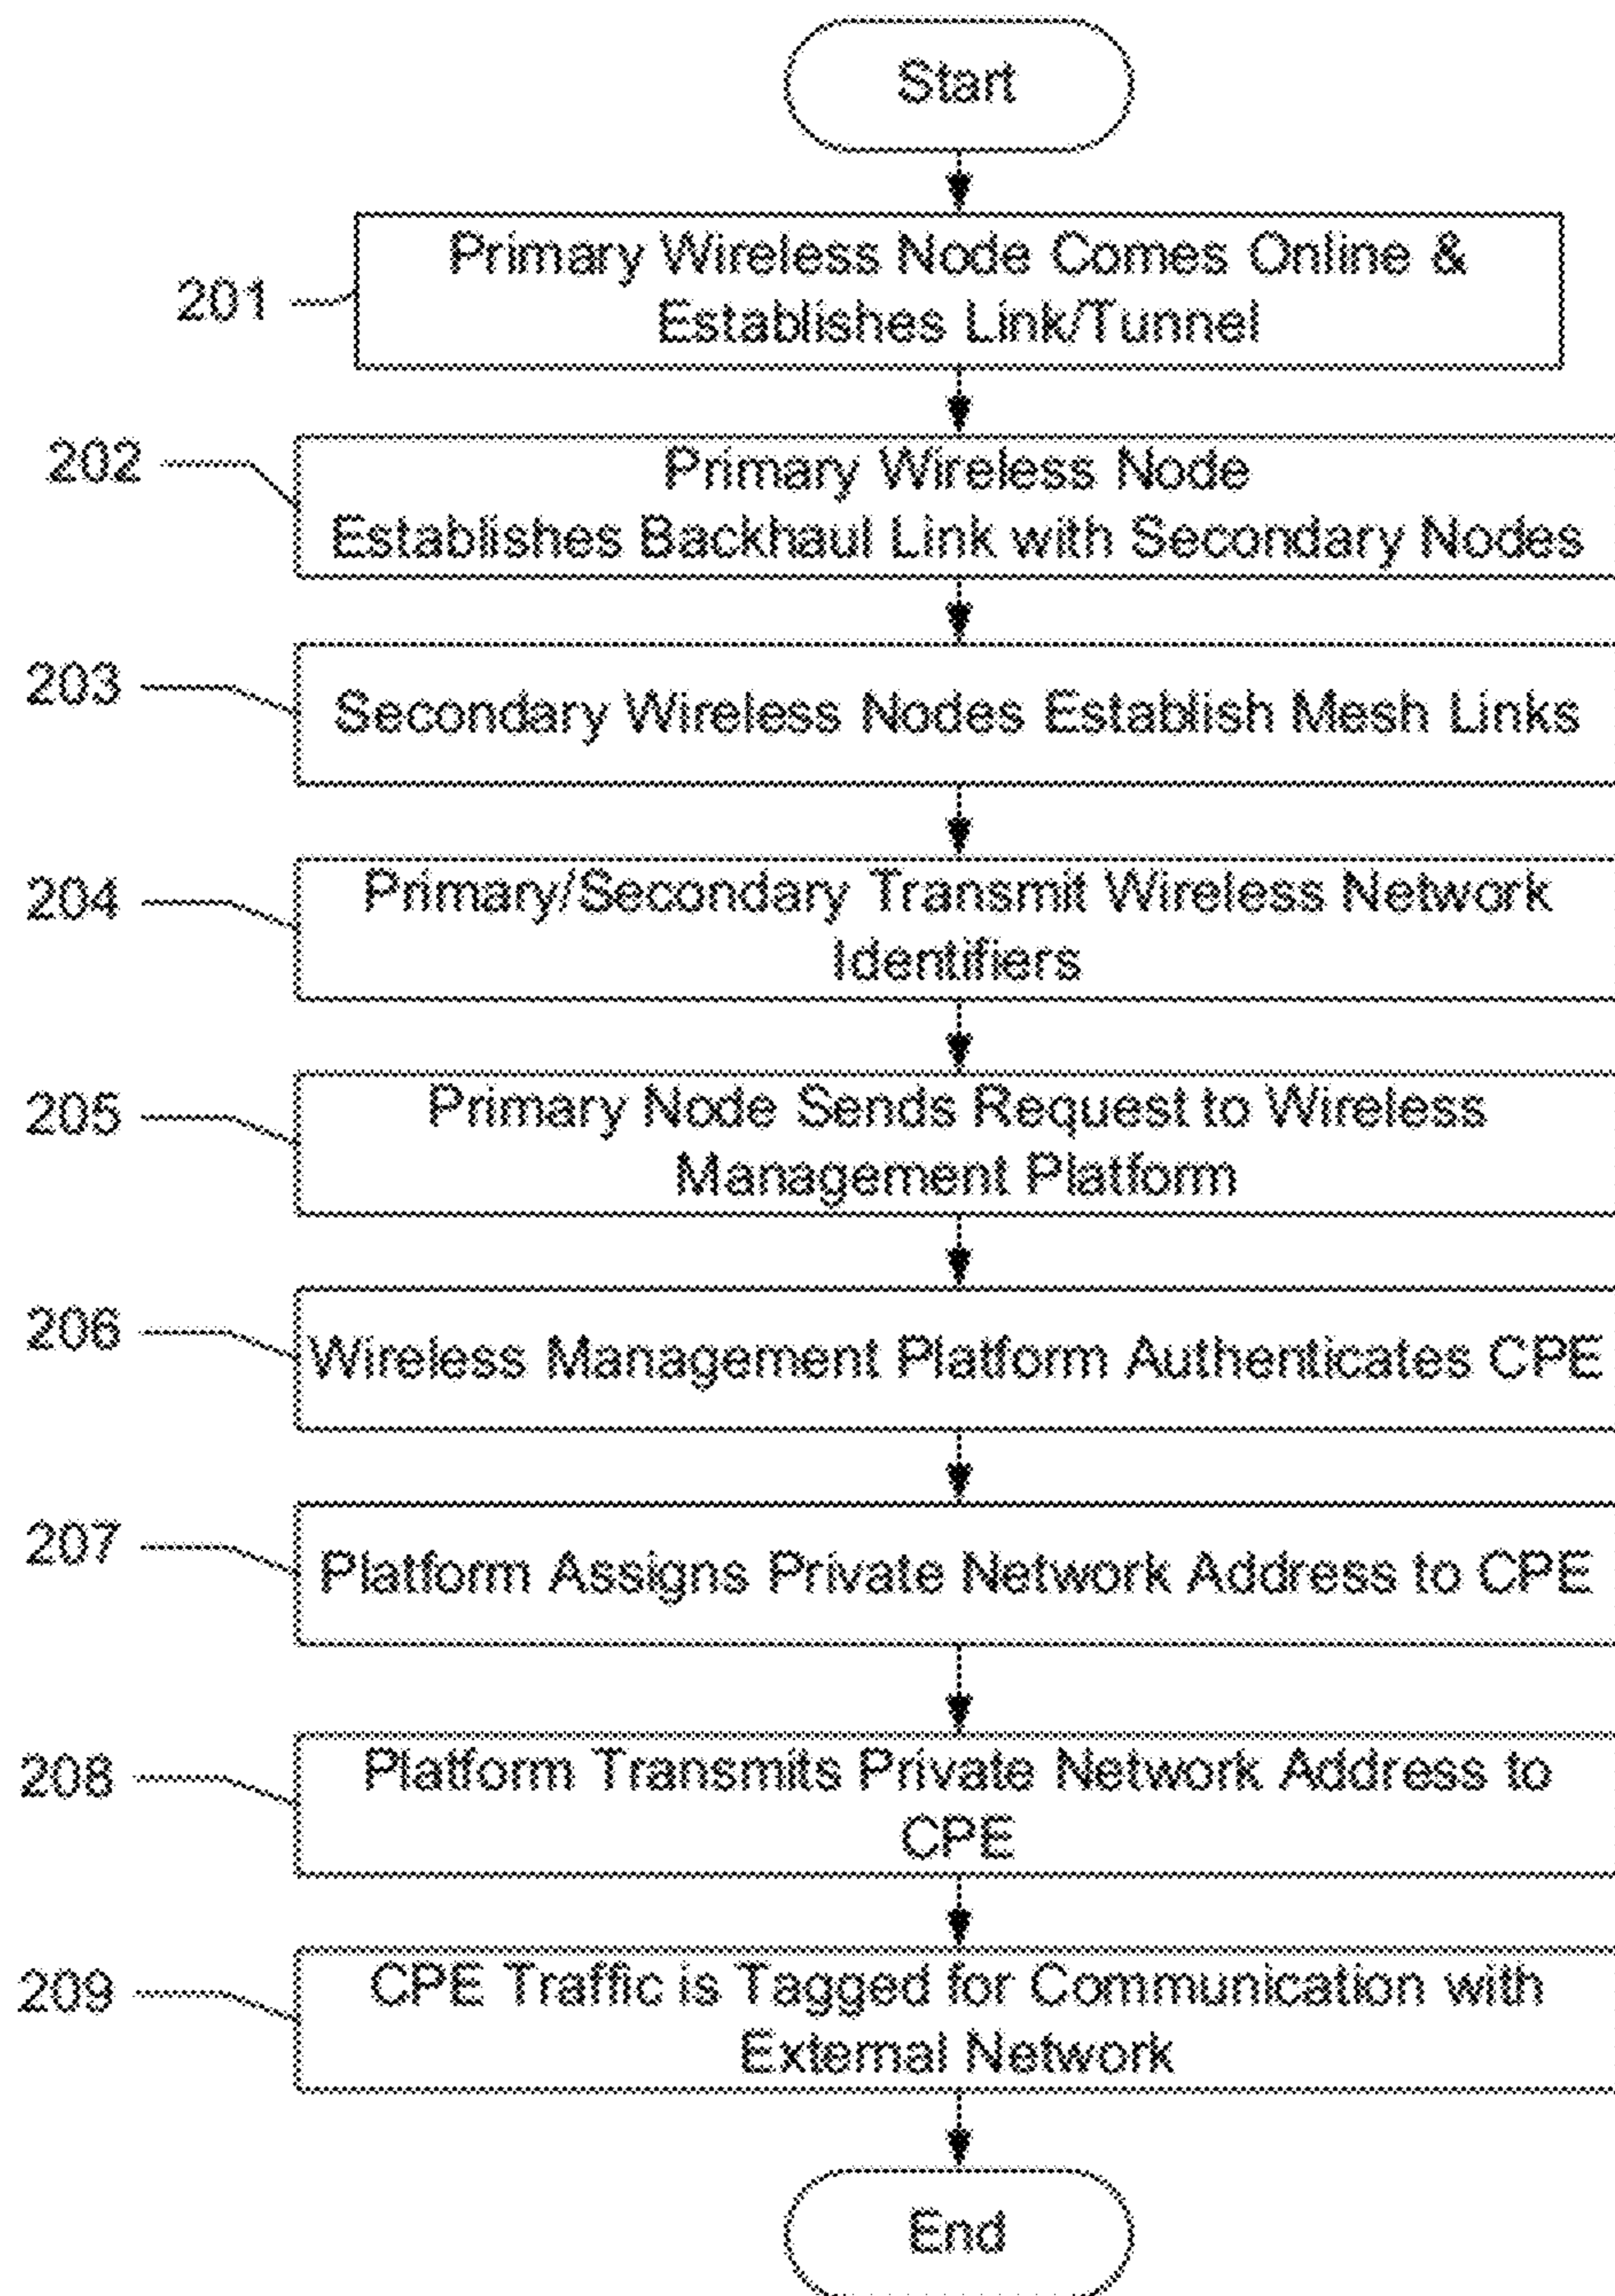 Start
201
Primary Wireless Node Comes Online &
Establishes Link/Tunnel
202
Primary Wireless Node
Establishes Backhaul Link with Secondary Nodes
203
Secondary Wireless Nodes Establish Mesh Links
204
Primary/Secondary Transmit Wireless Network
Identifiers
205
Primary Node Sends Request to Wireless
Management Platform
206
Wireless Management Platform Authenticates CPE
207
Platform Assigns Private Network Address to CPE
208
Platform Transmits Private Network Address to
CPE
209
CPE Traffic is Tagged for Communication with
External Network
End